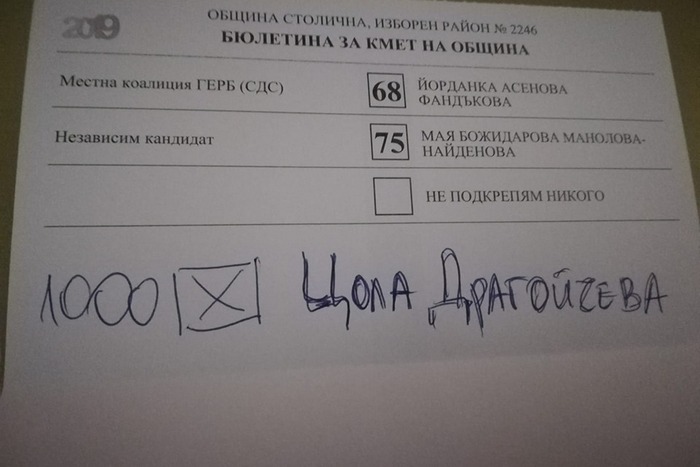 2019
ОБЩИНА СТОЛИЧНА, ИЗБОРЕН РАЙОН № 2246
БЮЛЕТИНА ЗА КМЕТ НА ОБЩИНА
Местна коалиция ГЕРБ (СДС) 68 ЙОРДАНКА АСЕНОВА
ФАНДЪКОВА
Независим кандидат 75 МАЯ БОЖИДАРОВА МАНОЛОВА-
НАЙДЕНОВА
НЕ ПОДКРЕПЯМ НИКОГО
1000 X ЦОЛА ДРАГОЙЧЕВА